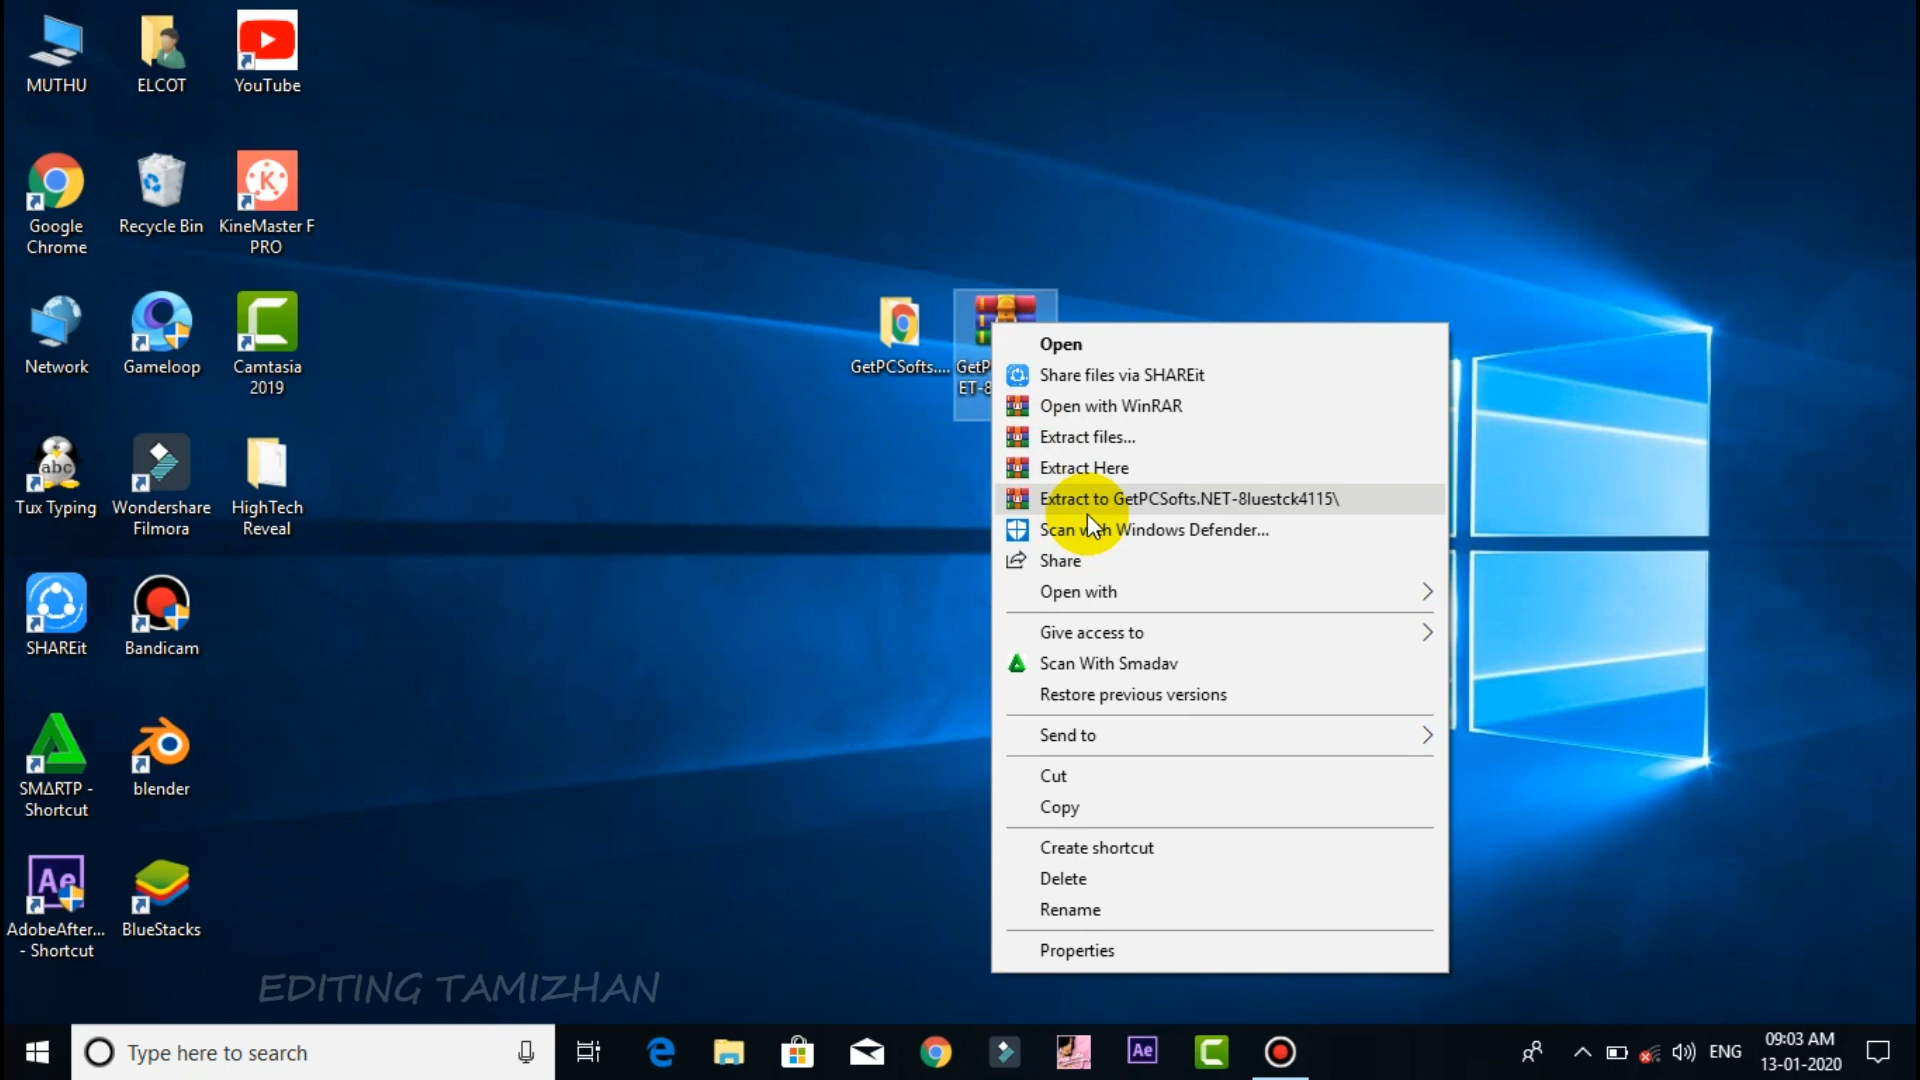 MUTHU
ELCOT
YouTube
Google
Chrome
Recycle Bin
KineMaster F
PRO
Network
Gameloop
Camtasia
2019
Tux Typing
abc
Wondershare
Filmora
HighTech
Reveal
SHAREit
Bandicam
SMΔRTP -
Shortcut
blender
Ae
AdobeAfter...
- Shortcut
BlueStacks
GetPCSofts....
GetP
ET-8
Open
Share files via SHAREit
Open with WinRAR
Extract files...
Extract Here
Extract to GetPCSofts.NET-8luestck4115\
Scan with Windows Defender...
Share
Open with
Give access to
Scan With Smadav
Restore previous versions
Send to
Cut
Copy
Create shortcut
Delete
Rename
Properties
EDITING TAMIZHAN
Type here to search
Ae
ENG
09:03 AM
13-01-2020